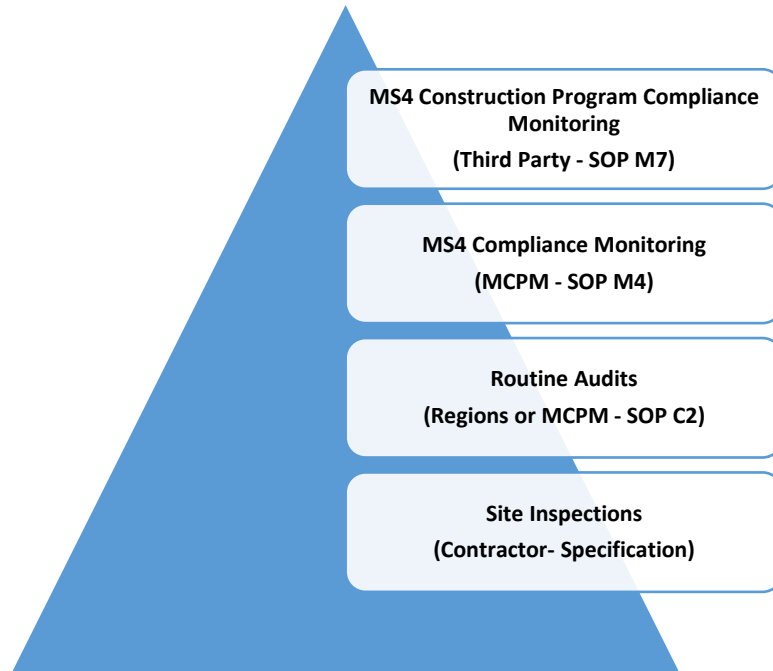 MS4 Construction Program Compliance
Monitoring
(Third Party - SOP M7)
MS4 Compliance Monitoring
(MCPM - SOP M4)
Routine Audits
(Regions or MCPM - SOP C2)
Site Inspections
(Contractor- Specification)